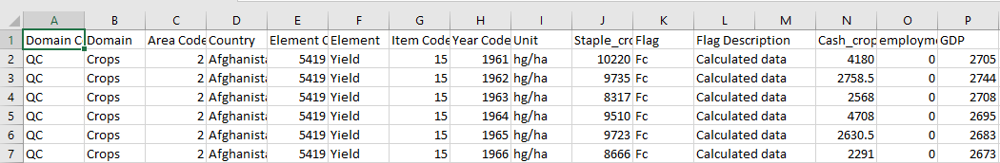 A B C D E F G H I J K L M N O P
1 Domain C Domain Area Code Country Element C Element Item Code Year Code Unit Staple_cro Flag Flag Description Cash_crop employme GDP
2 QC Crops 2 Afghanista 5419 Yield 15 1961 hg/ha 10220 Fc Calculated data 4180 0 2705
3 QC Crops 2 Afghanista 5419 Yield 15 1962 hg/ha 9735 Fc Calculated data 2758.5 0 2744
4 QC Crops 2 Afghanista 5419 Yield 15 1963 hg/ha 8317 Fc Calculated data 2568 0 2708
5 QC Crops 2 Afghanista 5419 Yield 15 1964 hg/ha 9510 Fc Calculated data 4708 0 2695
6 QC Crops 2 Afghanista 5419 Yield 15 1965 hg/ha 9723 Fc Calculated data 2630.5 0 2683
7 QC Crops 2 Afghanista 5419 Yield 15 1966 hg/ha 8666 Fc Calculated data 2291 0 2673